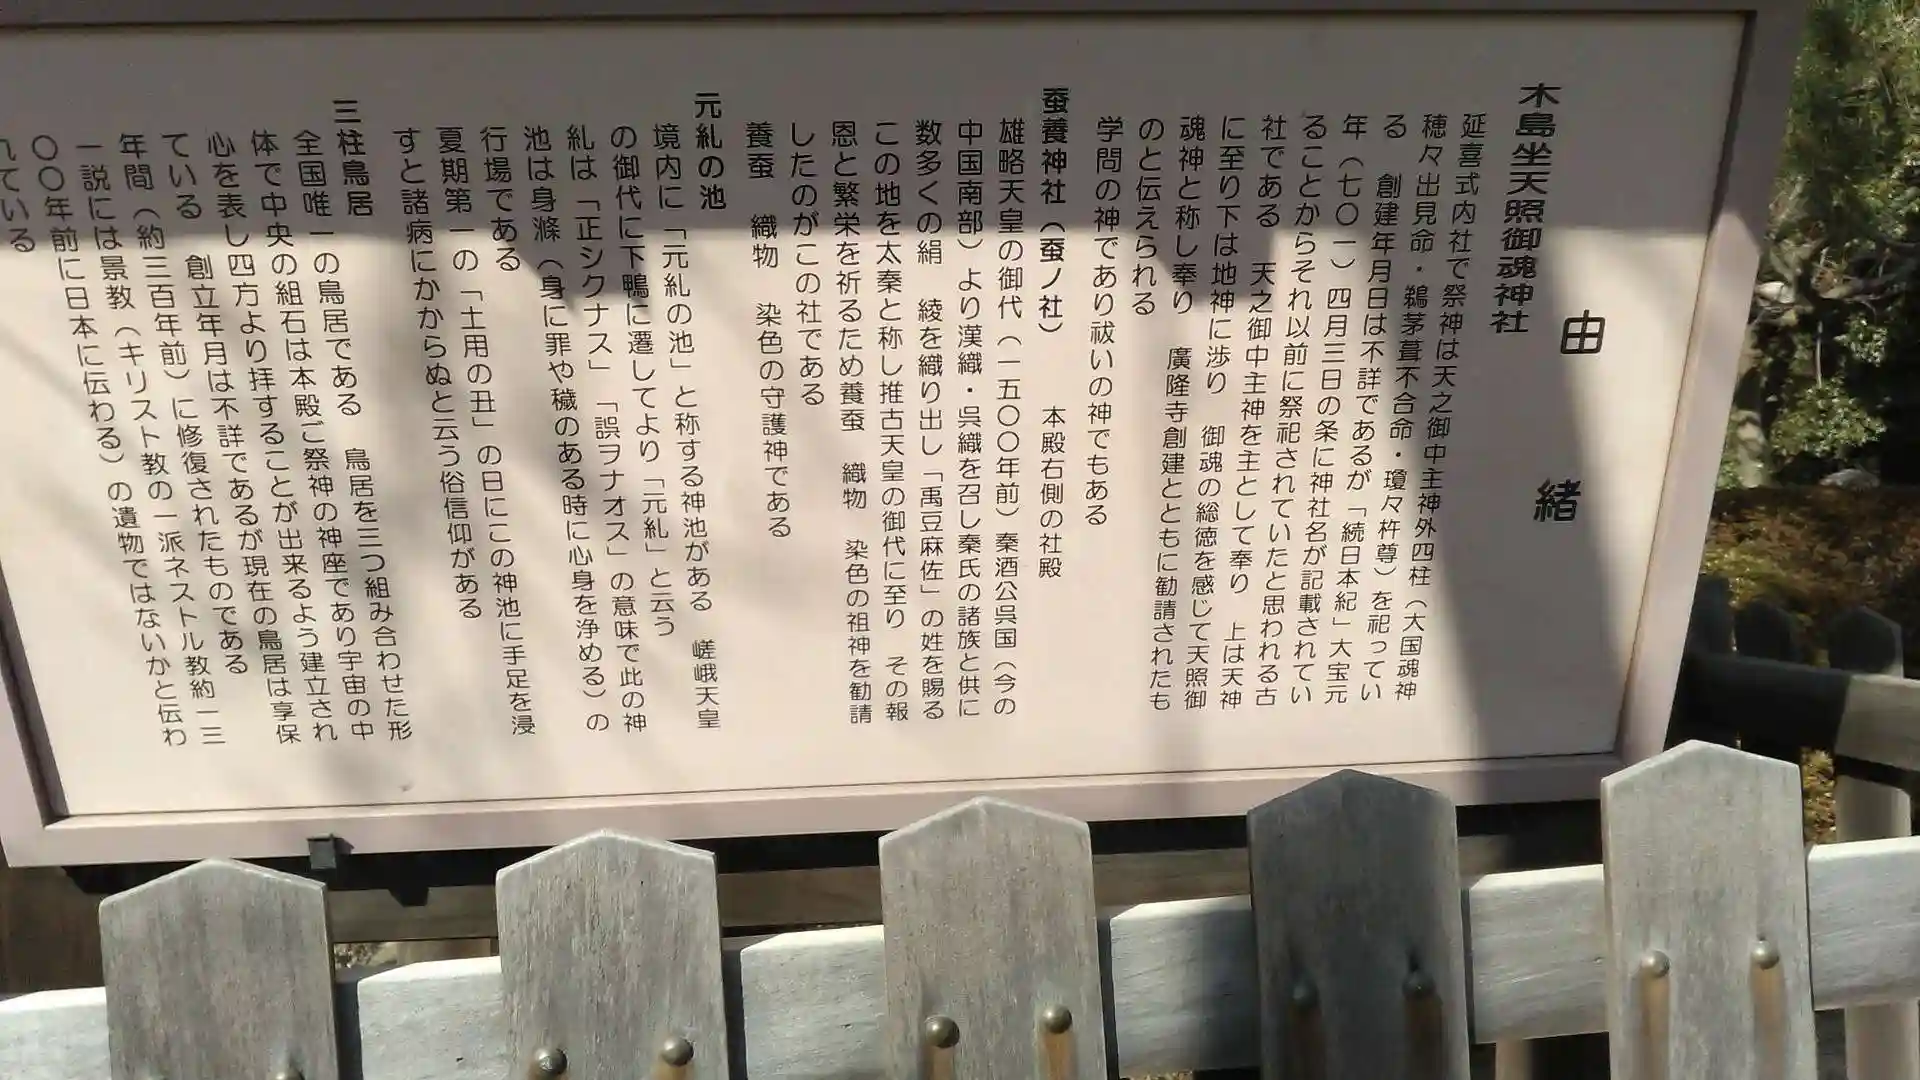 由緒
木島坐天照御魂神社
延喜式内社で祭神は天之御中主神外四柱（大国魂神
穂々出見命・鵜茅葺不合命・瓊々杵尊）を祀ってい
る　創建年月日は不詳であるが「続日本紀」大宝元
年（七〇一）四月三日の条に神社名が記載されてい
ることからそれ以前に祭祀されていたと思われる古
社である　天之御中主神を主として奉り　上は天神
に至り下は地神に渉り　御魂の総徳を感じて天照御
魂神と称し奉り　廣隆寺創建とともに勧請されたも
のと伝えられる
学問の神であり祓いの神でもある
蚕養神社（蚕ノ社）　本殿右側の社殿
雄略天皇の御代（一五〇〇年前）秦酒公呉国（今の
中国南部）より漢織・呉織を召し秦氏の諸族と供に
数多くの絹　綾を織り出し「禹豆麻佐」の姓を賜る
この地を太秦と称し推古天皇の御代に至り　その報
恩と繁栄を祈るため養蚕　織物　染色の祖神を勧請
したのがこの社である
養蚕　織物　染色の守護神である
元糺の池
境内に「元糺の池」と称する神池がある　嵯峨天皇
の御代に下鴨に遷してより「元糺」と云う
糺は「正シクナス」「誤ヲナオス」の意味で此の神
池は身滌（身に罪や穢のある時に心身を浄める）の
行場である
夏期第一の「土用の丑」の日にこの神池に手足を浸
すと諸病にかからぬと云う俗信仰がある
三柱鳥居
全国唯一の鳥居である　鳥居を三つ組み合わせた形
体で中央の組石は本殿ご祭神の神座であり宇宙の中
心を表し四方より拝することが出来るよう建立され
ている　創立年月は不詳であるが現在の鳥居は享保
年間（約三百年前）に修復されたものである
一説には景教（キリスト教の一派ネストル教約一三
〇〇年前に日本に伝わる）の遺物ではないかと伝わ
れている